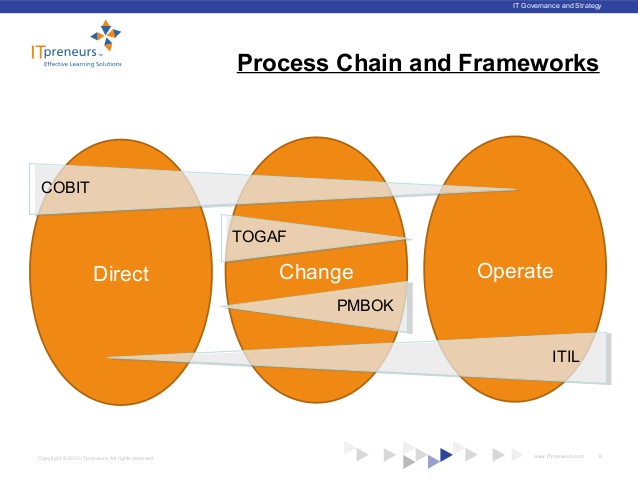 IT Governance and Strategy
ITpreneurs™
Effective Learning Solutions
Process Chain and Frameworks
COBIT
TOGAF
Direct
Change
Operate
PMBOK
ITIL
Copyright © 2013 ITpreneurs. All rights reserved.
www.ITpreneurs.com